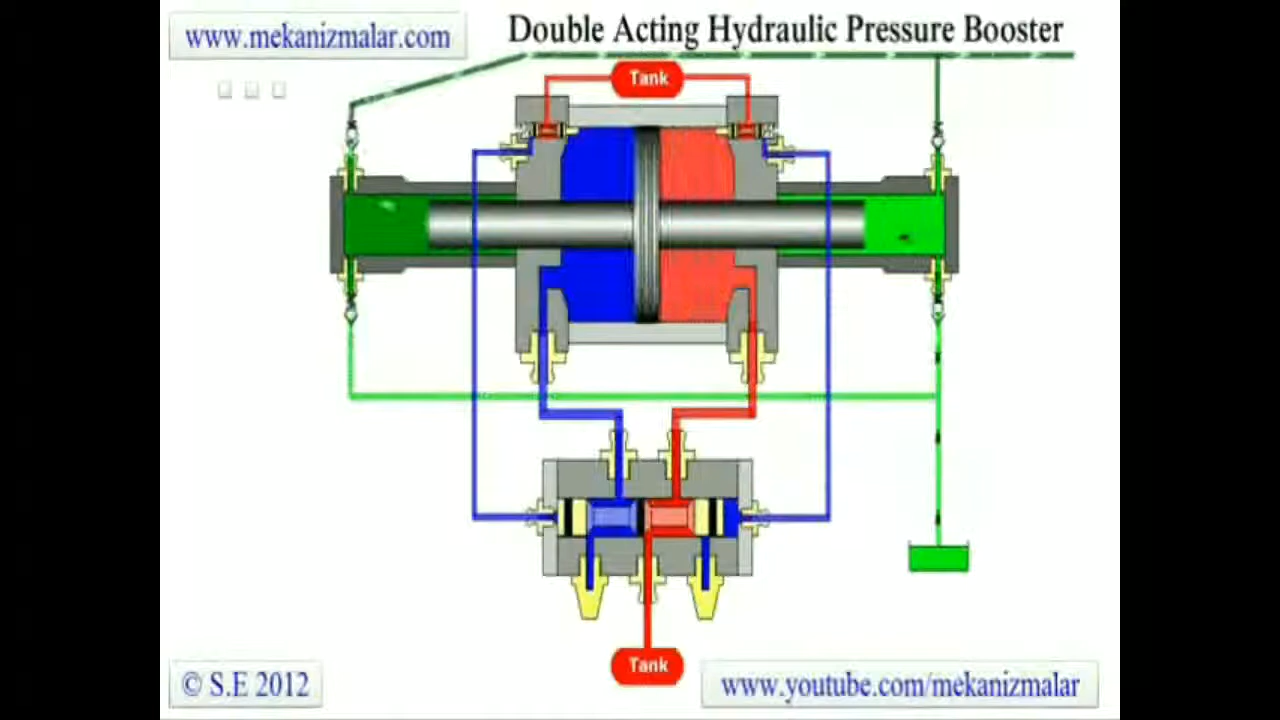 www.mekanizmalar.com
Double Acting Hydraulic Pressure Booster
Tank
Tank
© S.E 2012
www.youtube.com/mekanizmalar